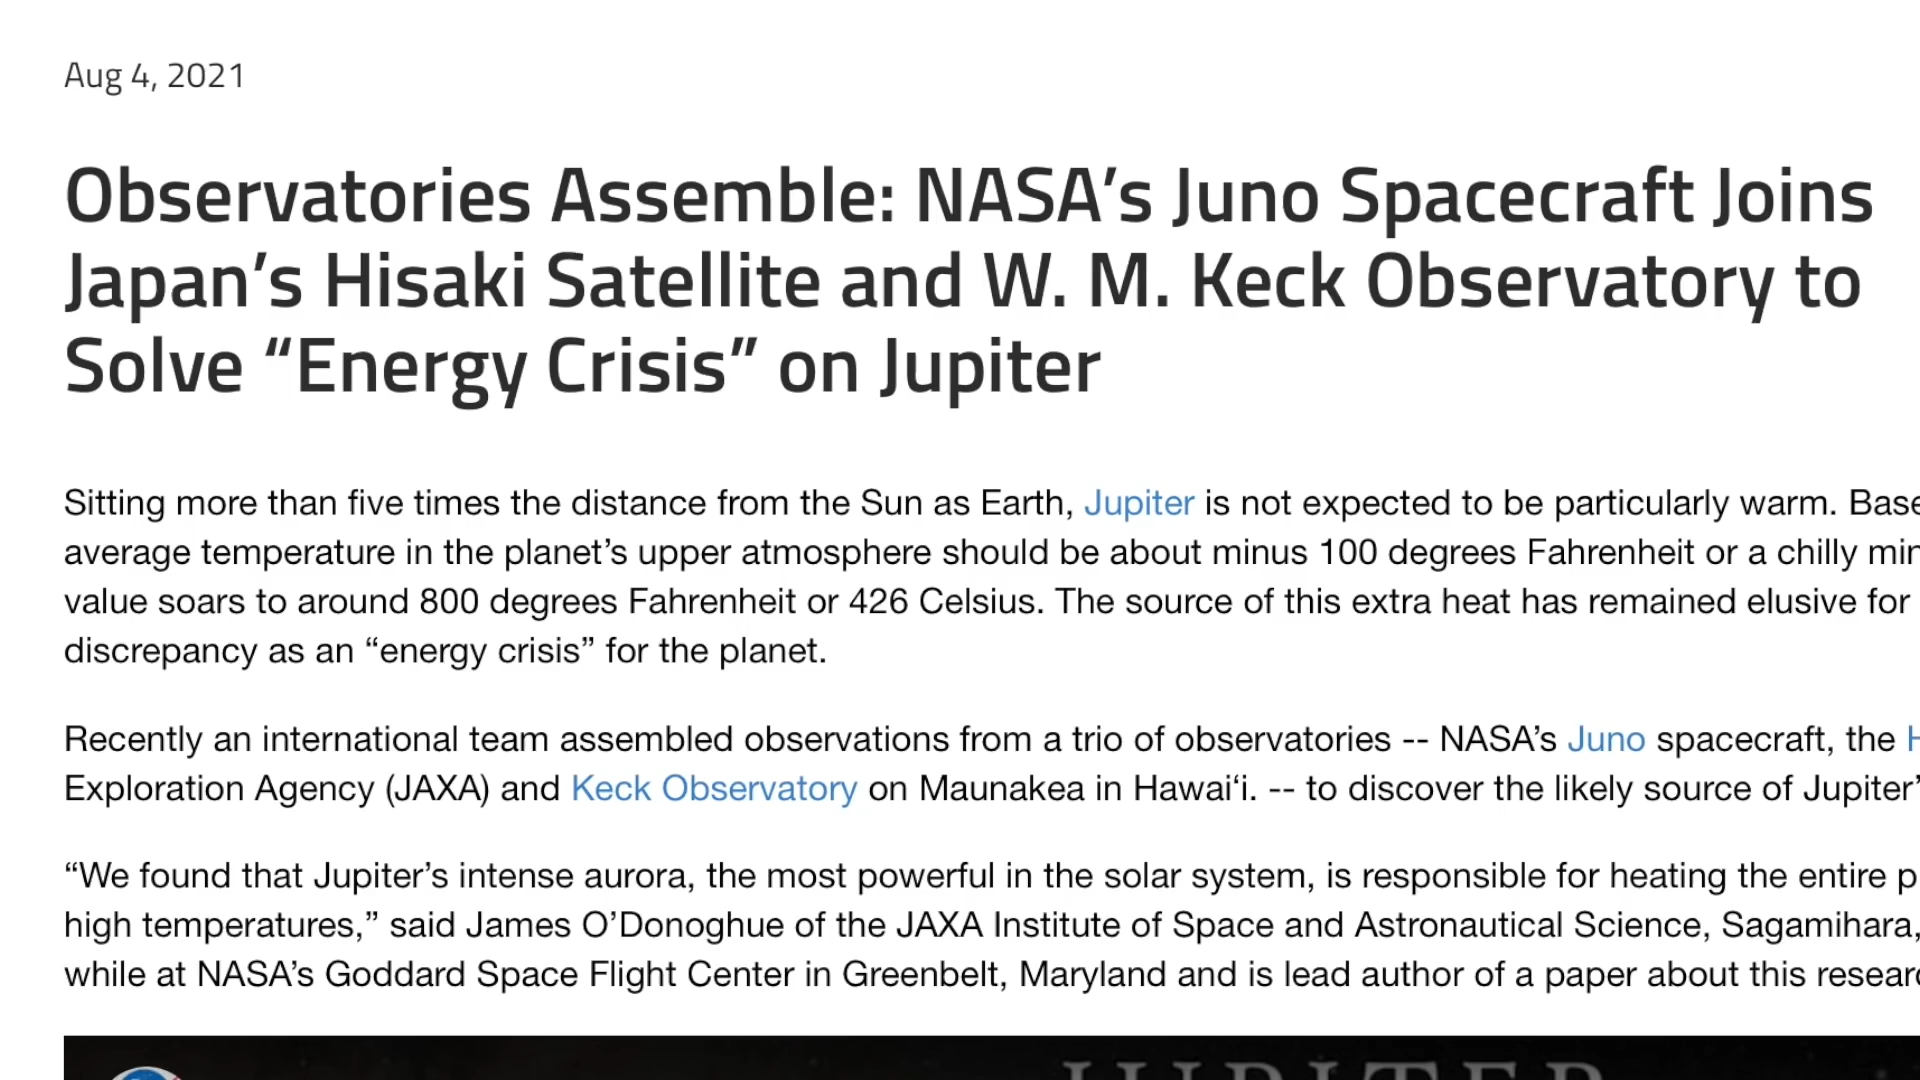 Aug 4, 2021
Observatories Assemble: NASA’s Juno Spacecraft Joins
Japan’s Hisaki Satellite and W. M. Keck Observatory to
Solve “Energy Crisis” on Jupiter
Sitting more than five times the distance from the Sun as Earth, Jupiter is not expected to be particularly warm. Base
average temperature in the planet’s upper atmosphere should be about minus 100 degrees Fahrenheit or a chilly min
value soars to around 800 degrees Fahrenheit or 426 Celsius. The source of this extra heat has remained elusive for
discrepancy as an “energy crisis” for the planet.
Recently an international team assembled observations from a trio of observatories -- NASA’s Juno spacecraft, the H
Exploration Agency (JAXA) and Keck Observatory on Maunakea in Hawai‘i. -- to discover the likely source of Jupiter’
“We found that Jupiter’s intense aurora, the most powerful in the solar system, is responsible for heating the entire p
high temperatures,” said James O’Donoghue of the JAXA Institute of Space and Astronautical Science, Sagamihara,
while at NASA’s Goddard Space Flight Center in Greenbelt, Maryland and is lead author of a paper about this researc
JUPITER